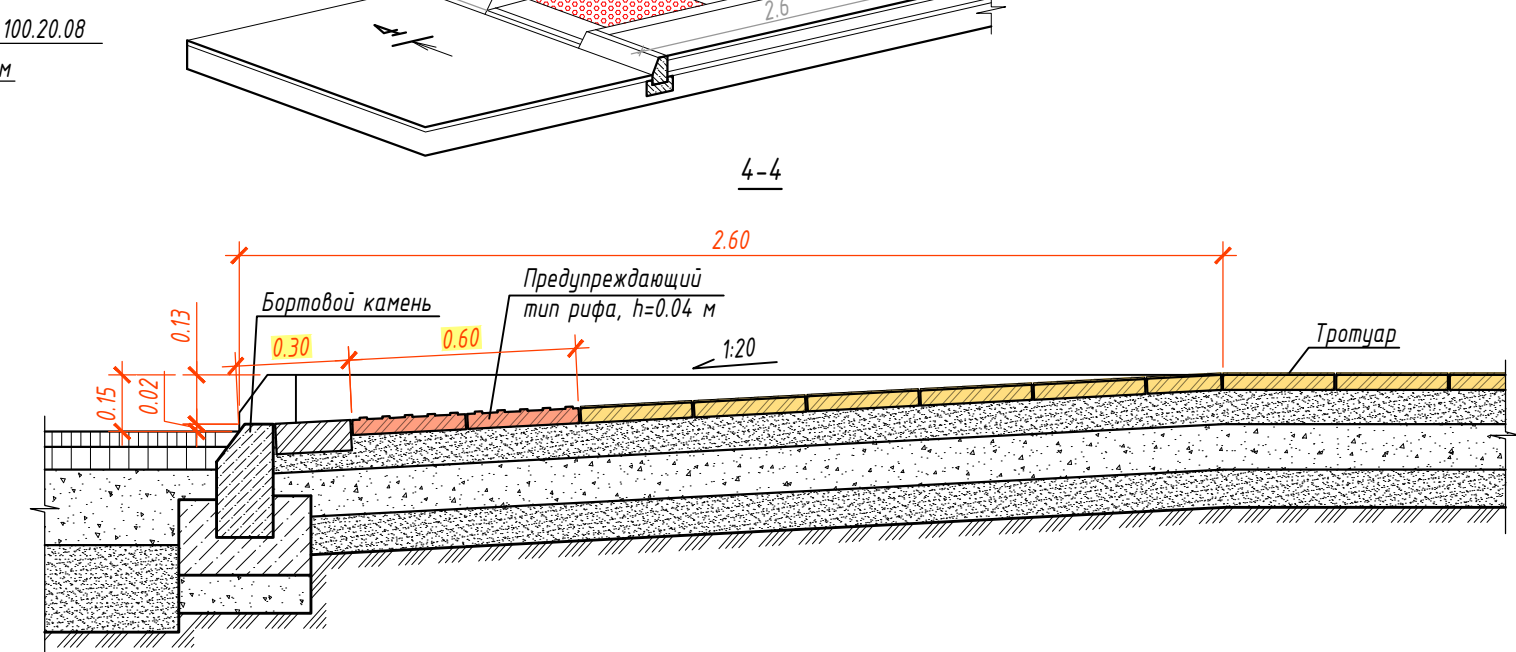 100.20.08
м
4
2.6
4-4
2.60
Предупреждающий
тип рифа, h=0.04 м
Бортовой камень
0.13
0.30
0.60
1:20
Тротуар
0.15
0.02